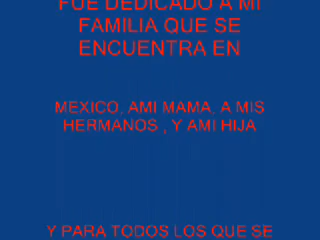 FUE DEDICADO A MI
FAMILIA QUE SE
ENCUENTRA EN
MEXICO, AMI MAMA, A MIS
HERMANOS , Y AMI HIJA
Y PARA TODOS LOS QUE SE